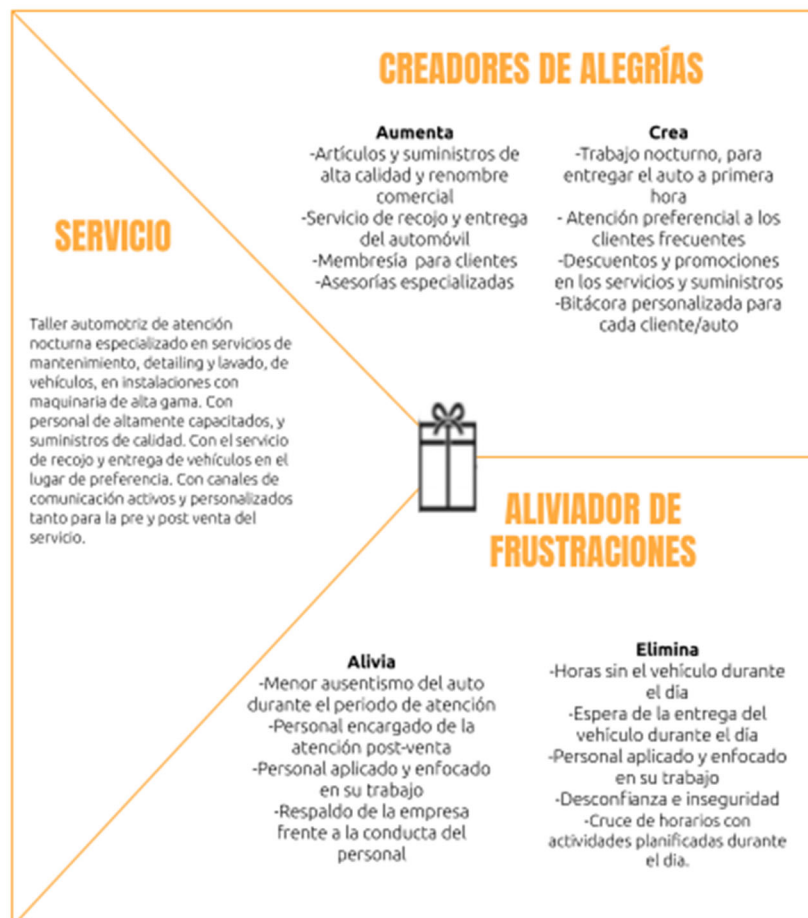 CREADORES DE ALEGRÍAS
Aumenta
-Artículos y suministros de
alta calidad y renombre
comercial
-Servicio de recojo y entrega
del automóvil
-Membresía para clientes
-Asesorías especializadas
Crea
-Trabajo nocturno, para
entregar el auto a primera
hora
- Atención preferencial a los
clientes frecuentes
-Descuentos y promociones
en los servicios y suministros
-Bitácora personalizada para
cada cliente/auto
SERVICIO
Taller automotriz de atención
nocturna especializado en servicios de
mantenimiento, detailing y lavado, de
vehículos, en instalaciones con
maquinaria de alta gama. Con
personal de altamente capacitados, y
suministros de calidad. Con el servicio
de recojo y entrega de vehículos en el
lugar de preferencia. Con canales de
comunicación activos y personalizados
tanto para la pre y post venta del
servicio.
ALIVIADOR DE
FRUSTRACIONES
Alivia
-Menor ausentismo del auto
durante el periodo de atención
-Personal encargado de la
atención post-venta
-Personal aplicado y enfocado
en su trabajo
-Respaldo de la empresa
frente a la conducta del
personal
Elimina
-Horas sin el vehículo durante
el día
-Espera de la entrega del
vehículo durante el día
-Personal aplicado y enfocado
en su trabajo
-Desconfianza e inseguridad
-Cruce de horarios con
actividades planificadas durante
el dia.